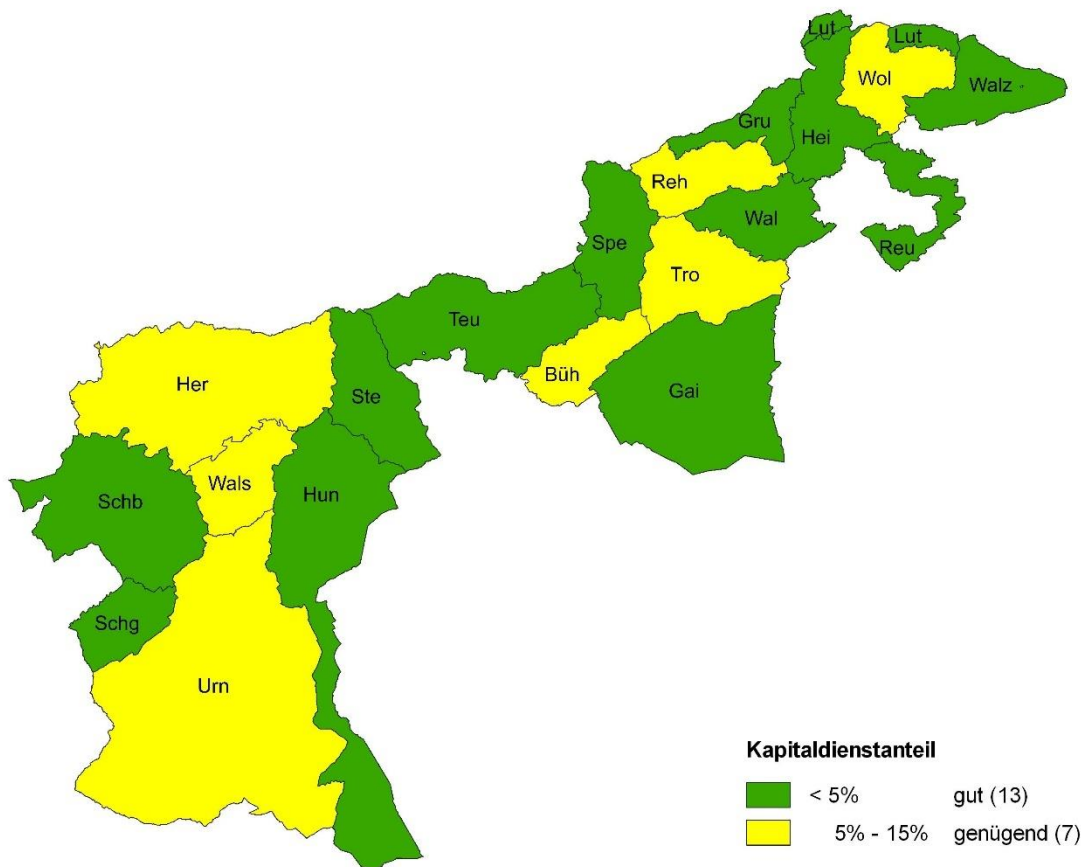 Lut
Lut
Wol
Walz
Gru
Hei
Reh
Wal
Spe
Reu
Tro
Teu
Büh
Her
Ste
Gai
Wals
Schb
Hun
Schg
Urn
Kapitaldienstanteil
< 5% gut (13)
5% - 15% genügend (7)